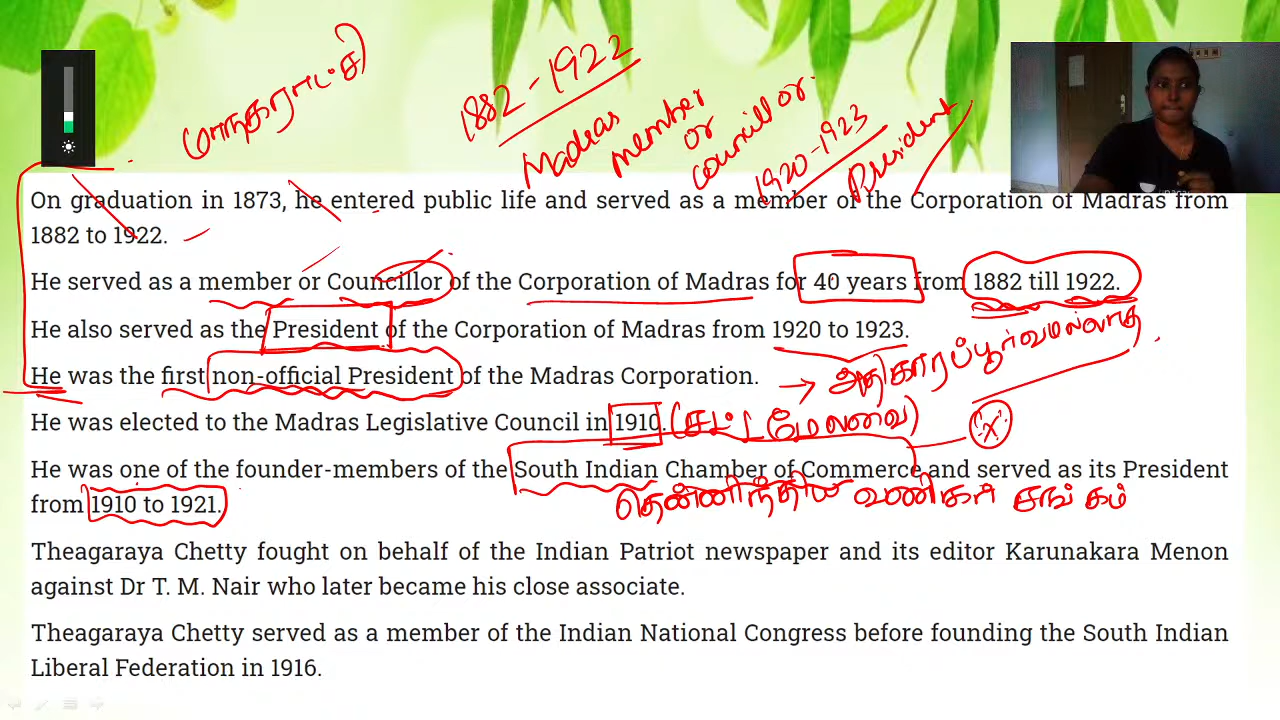 மாநகராட்சி
1882 - 1922
Madras
member
or
councillor.
1920 - 1923
President
On graduation in 1873, he entered public life and served as a member of the Corporation of Madras from
1882 to 1922.
He served as a member or Councillor of the Corporation of Madras for 40 years from 1882 till 1922.
He also served as the President of the Corporation of Madras from 1920 to 1923.
He was the first non-official President of the Madras Corporation.
→ அதிகாரப்பூர்வமல்லாத
He was elected to the Madras Legislative Council in 1910. (சட்ட மேலவை)
X
He was one of the founder-members of the South Indian Chamber of Commerce and served as its President
from 1910 to 1921.
தென்னிந்திய வணிகர் சங்கம்
Theagaraya Chetty fought on behalf of the Indian Patriot newspaper and its editor Karunakara Menon
against Dr T. M. Nair who later became his close associate.
Theagaraya Chetty served as a member of the Indian National Congress before founding the South Indian
Liberal Federation in 1916.